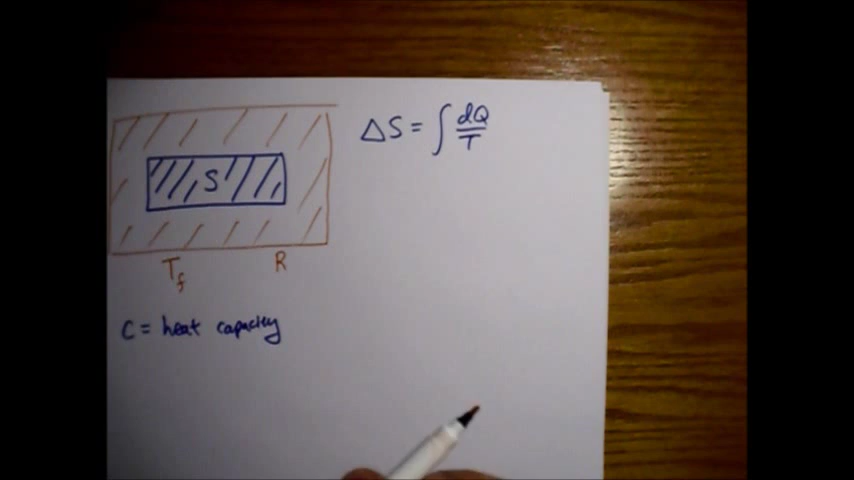 ΔS = ∫ dQ/T
S
T_f R
C = heat capacity